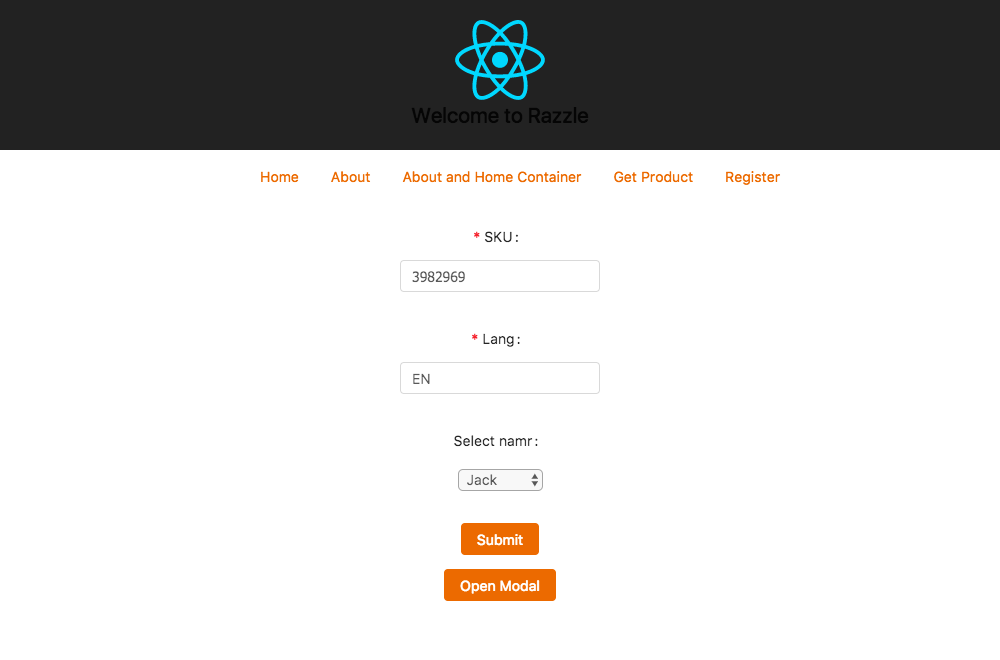 Welcome to Razzle
Home About About and Home Container Get Product Register
* SKU:
3982969
* Lang:
EN
Select namr:
Jack
Submit
Open Modal